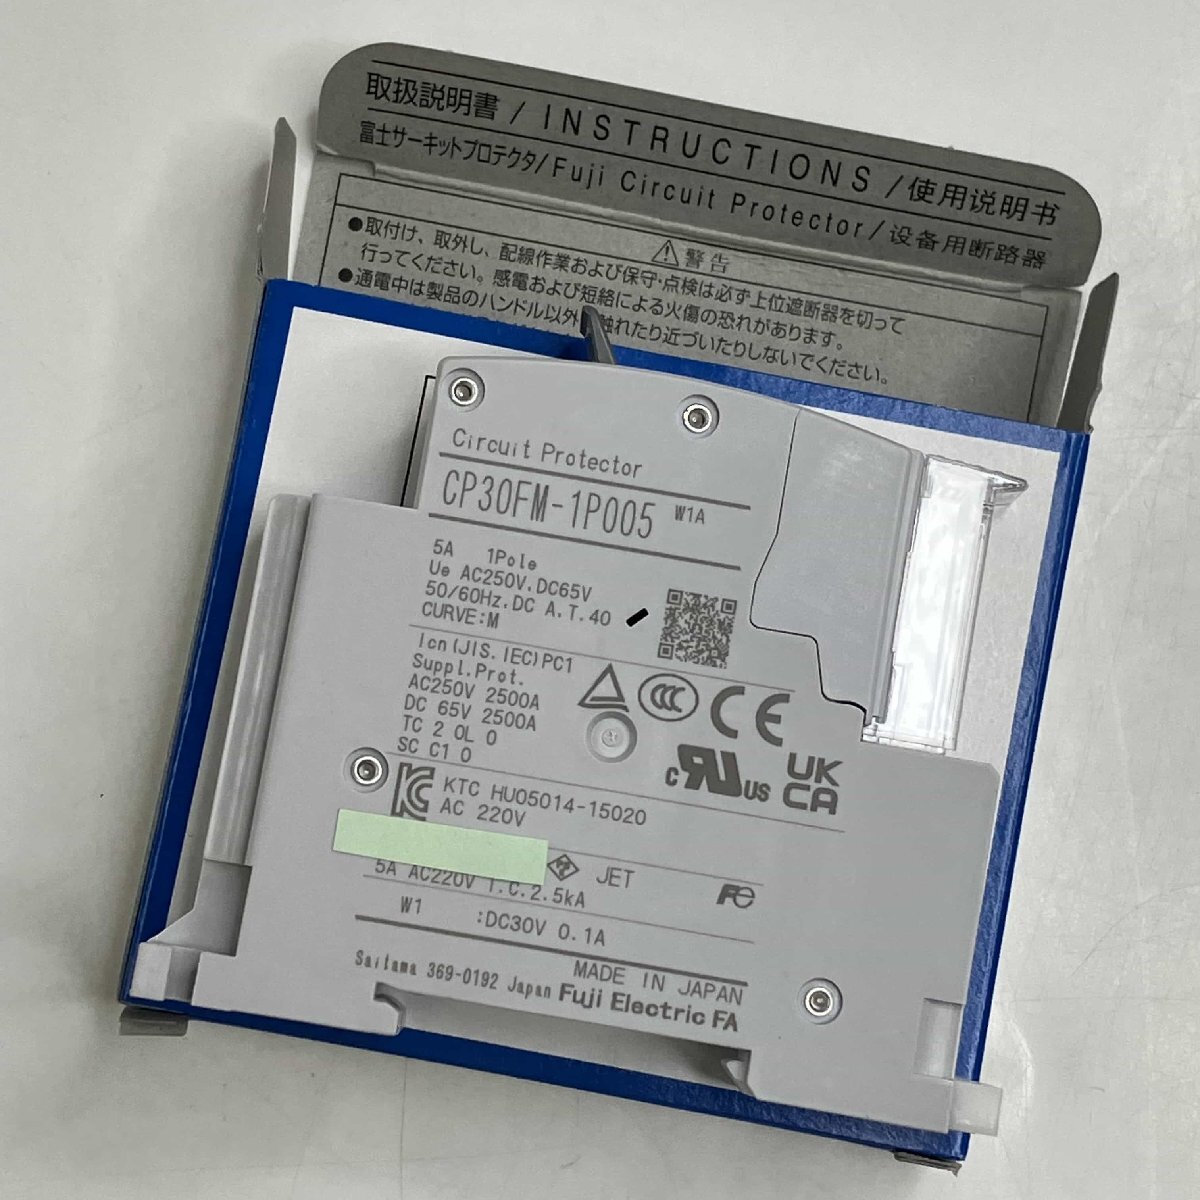 取扱説明書 / INSTRUCTIONS / 使用说明书
富士サーキットプロテクタ/Fuji Circuit Protector/设备用断路器
⚠警告
●取付け、取外し、配線作業および保守・点検は必ず上位遮断器を切って
行ってください。感電および短絡による火傷の恐れがあります。
●通電中は製品のハンドル以外 触れたり近づいたりしないでください。
Circuit Protector
CP30FM-1P005 W1A
5A 1Pole
Ue AC250V.DC65V
50/60Hz.DC A.T.40
CURVE:M
Icn(JIS.IEC)PC1
Suppl.Prot.
AC250V 2500A
DC 65V 2500A
TC 2 OL 0
SC C1 0
CCC
CE
c RU US
UK
CA
KC KTC HU05014-15020
AC 220V
JET
5A AC220V I.C.2.5kA
Fe
W1 :DC30V 0.1A
MADE IN JAPAN
Saitama 369-0192 Japan Fuji Electric FA